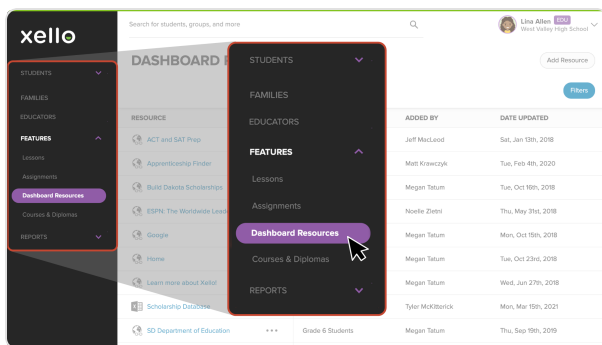 xello
Search for students, groups, and more
Lina Allen EDU
West Valley High School
DASHBOARD
Add Resource
Filters
STUDENTS
FAMILIES
EDUCATORS
FEATURES
Lessons
Assignments
Dashboard Resources
Courses & Diplomas
REPORTS
STUDENTS
FAMILIES
EDUCATORS
FEATURES
Lessons
Assignments
Dashboard Resources
Courses & Diplomas
REPORTS
RESOURCE ADDED BY DATE UPDATED
ACT and SAT Prep Jeff MacLeod Sat, Jan 13th, 2018
Apprenticeship Finder Matt Krawczyk Tue, Feb 4th, 2020
Build Dakota Scholarships Megan Tatum Tue, Oct 16th, 2018
ESPN: The Worldwide Lead Noelle Zletni Thu, May 31st, 2018
Google Megan Tatum Mon, Oct 15th, 2018
Home Megan Tatum Tue, Oct 23rd, 2018
Learn more about Xello! Megan Tatum Wed, Jun 27th, 2018
Scholarship Database Tyler McKitterick Mon, Mar 15th, 2021
SD Department of Education ••• Grade 6 Students Megan Tatum Thu, Sep 19th, 2019